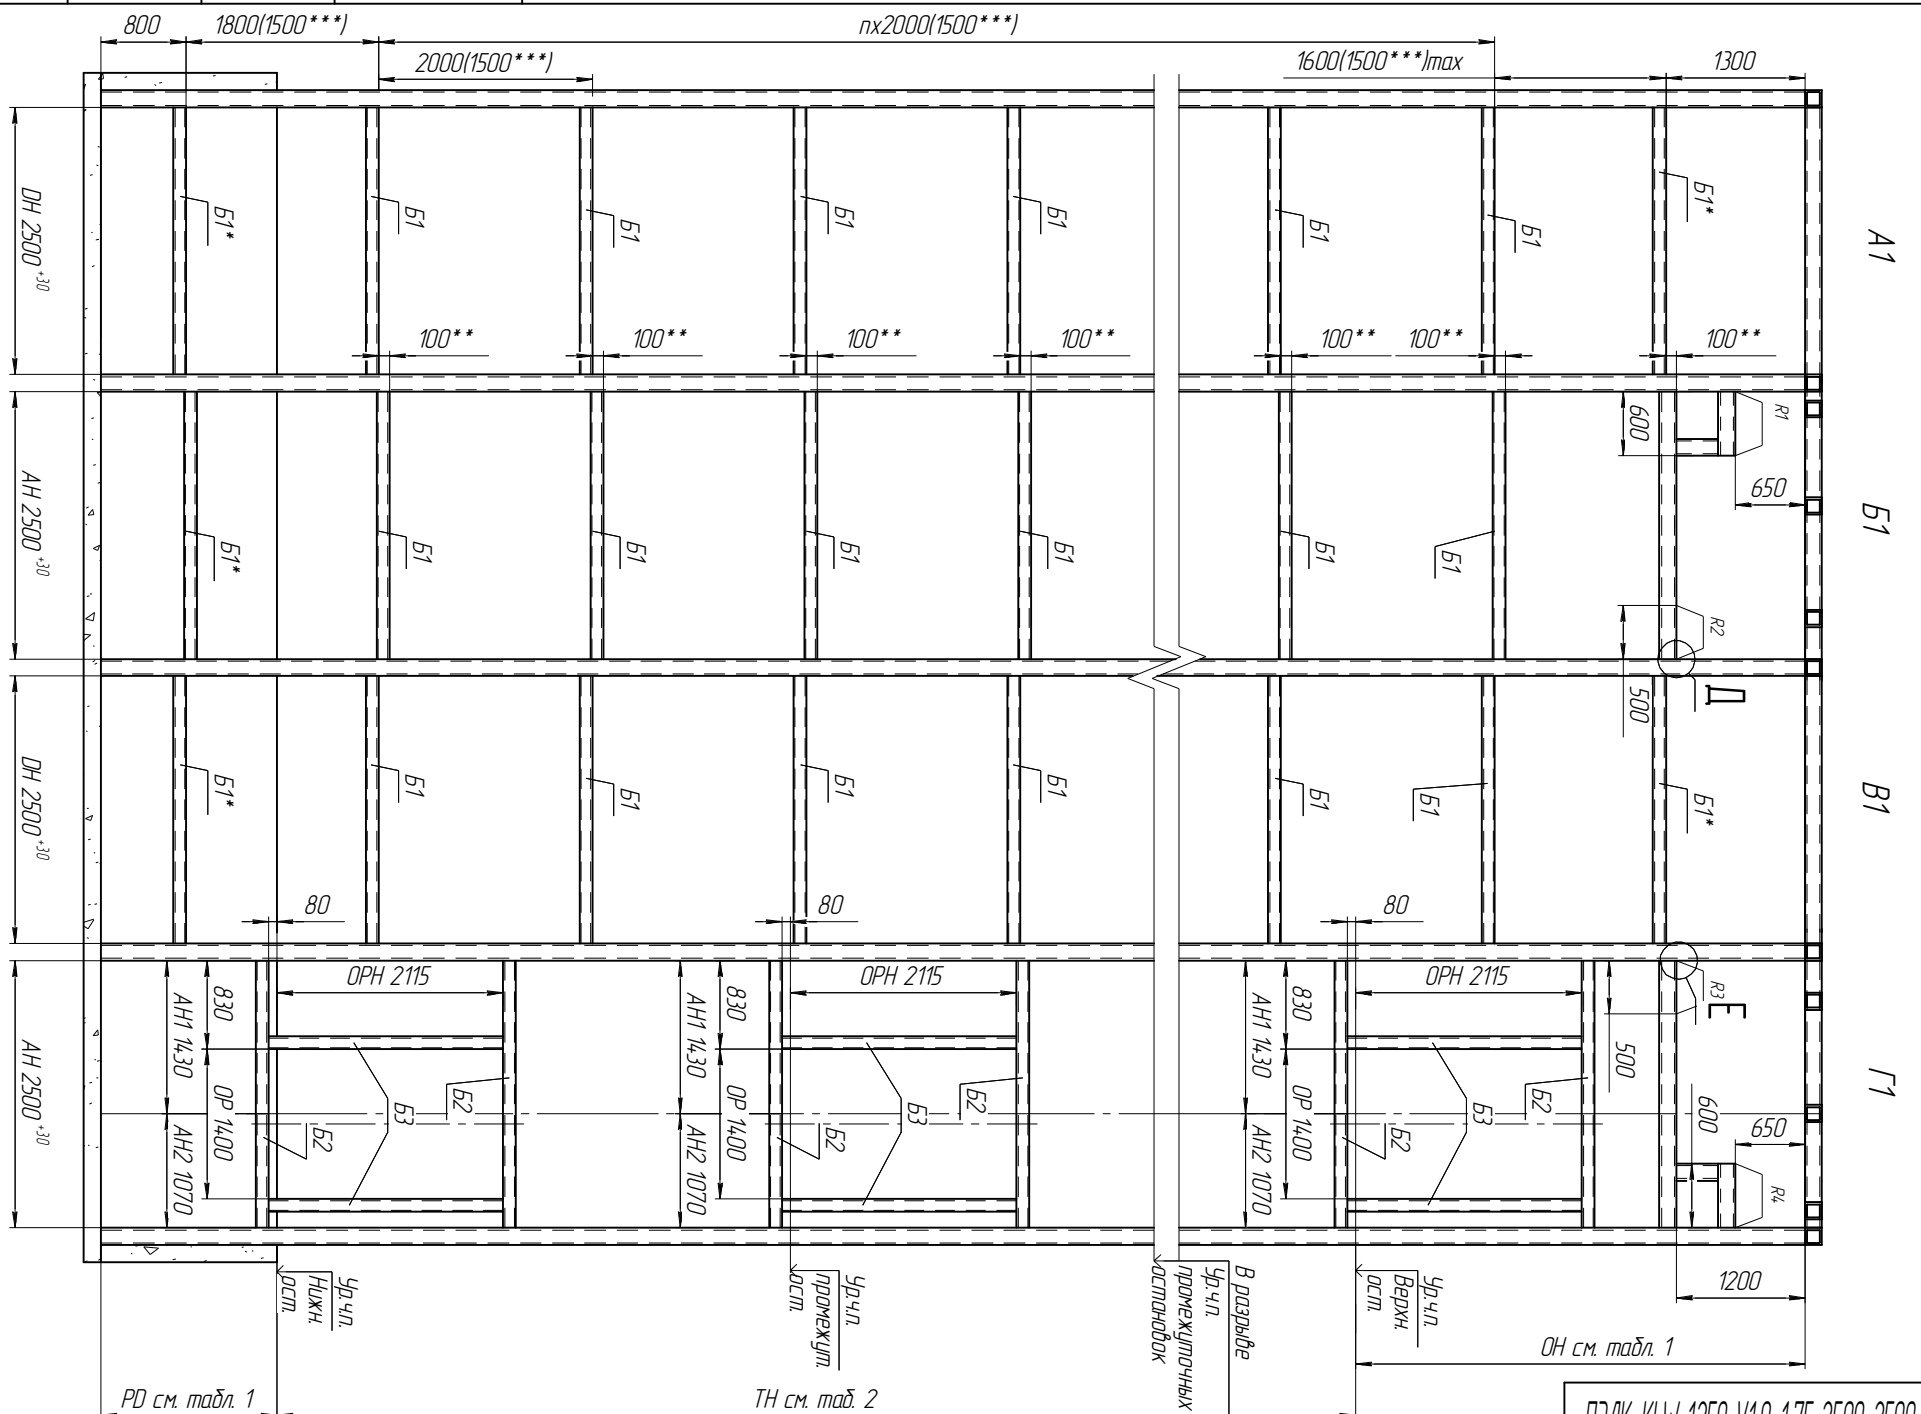 800
1800(1500***)
nx2000(1500***)
2000(1500***)
1600(1500***)max
1300
DH 2500 +30
Б1*
Б1
Б1
Б1
Б1
Б1
Б1
Б1*
А1
100**
100**
100**
100**
100**
100**
100**
АН 2500 +30
Б1*
Б1
Б1
Б1
Б1
Б1
Б1
600
R1
650
R2
500
Д
Б1
DH 2500 +30
Б1*
Б1
Б1
Б1
Б1
Б1
Б1
Б1*
В1
80
80
80
АН 2500 +30
ОРН 2115
830
АН1 1430
ОР 1400
АН2 1070
Б2
Б3
Б2
ОРН 2115
830
АН1 1430
ОР 1400
АН2 1070
Б2
Б3
Б2
ОРН 2115
830
АН1 1430
ОР 1400
АН2 1070
Б2
Б3
Б2
R3
Е
500
600
650
R4
Г1
1200
Ур.ч.п.
Нижн.
ост.
Ур.ч.п.
промежут.
ост.
В разрыве
Ур.ч.п.
промежуточных
остановок
Ур.ч.п.
Верхн.
ост.
ОН см. табл. 1
PD см. табл. 1
ТН см. таб. 2